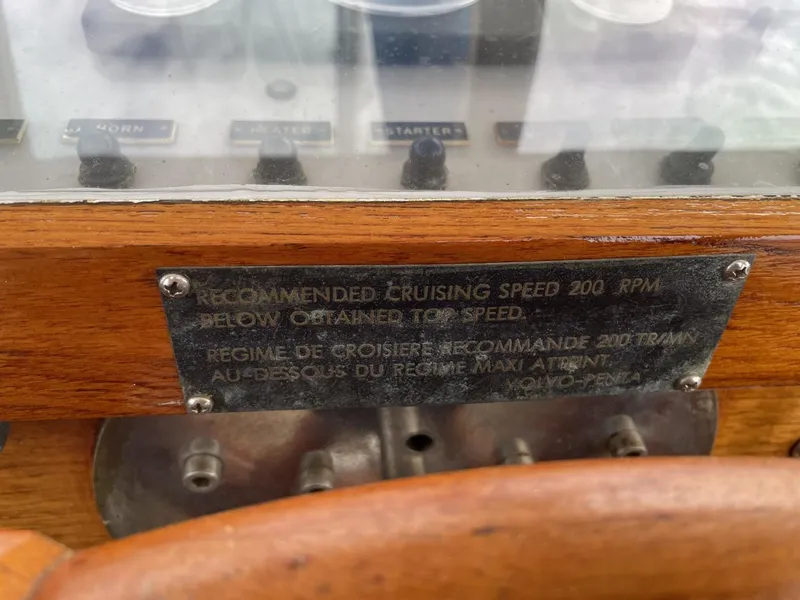 HORN
HEATER
STARTER
RECOMMENDED CRUISING SPEED 200 RPM
BELOW OBTAINED TOP SPEED.
REGIME DE CROISIERE RECOMMANDE 200 TR/MN
AU-DESSOUS DU REGIME MAXI ATTEINT.
VOLVO-PENTA